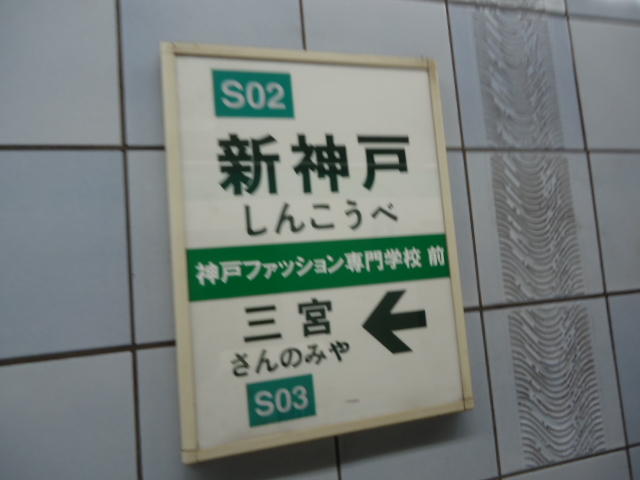 S02
新神戸
しんこうべ
神戸ファッション専門学校 前
三宮
さんのみや
S03